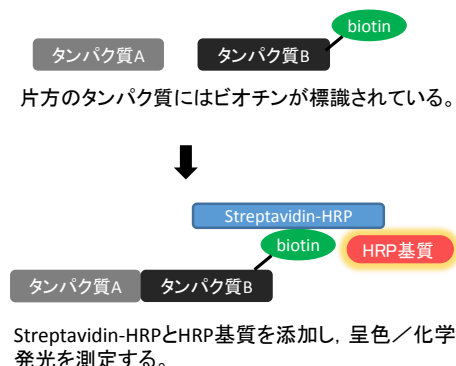 biotin
タンパク質A
タンパク質B
片方のタンパク質にはビオチンが標識されている。
Streptavidin-HRP
biotin
HRP基質
タンパク質A
タンパク質B
Streptavidin-HRPとHRP基質を添加し, 呈色／化学
発光を測定する。